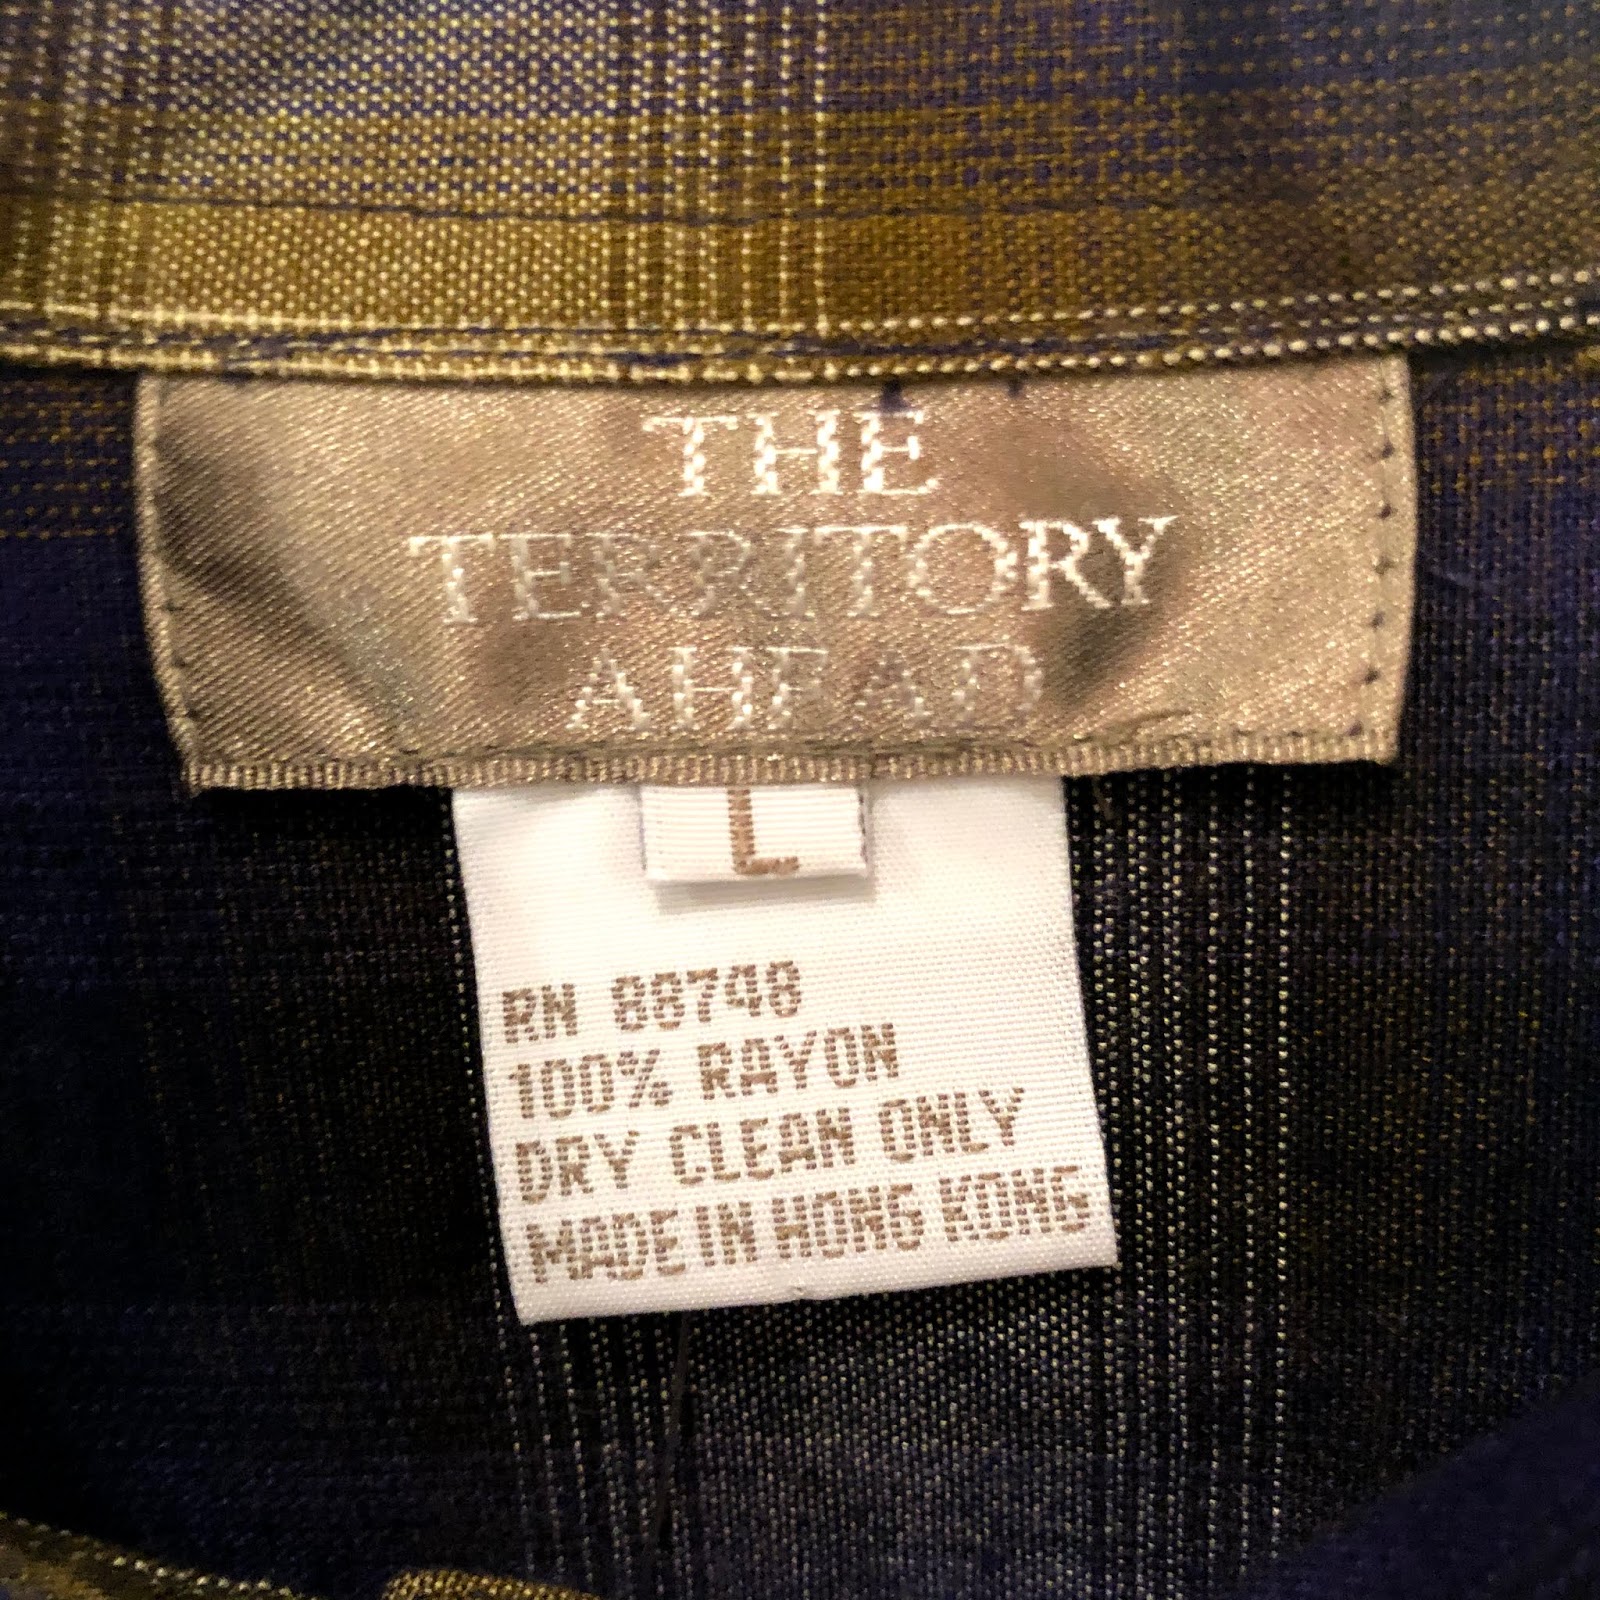 THE
TERRITORY
AHEAD
L
RN 88748
100% RAYON
DRY CLEAN ONLY
MADE IN HONG KONG